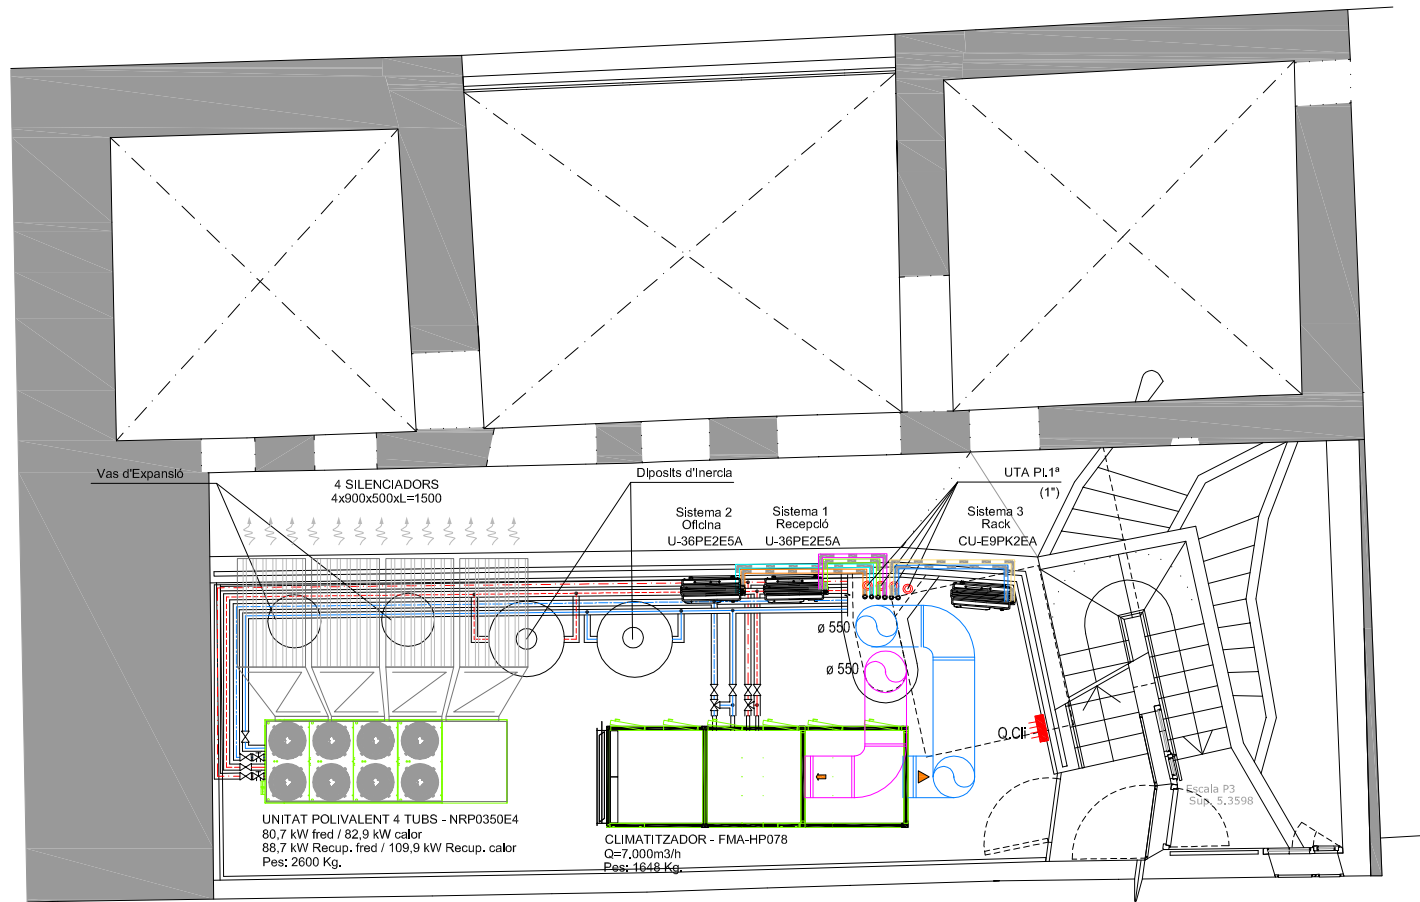 Vas d'Expansló
4 SILENCIADORS
4x900x500xL=1500
Diposits d'Inercia
UTA Pl.1ª
(1")
Sistema 2
Oficina
U-36PE2E5A
Sistema 1
Recepció
U-36PE2E5A
Sistema 3
Rack
CU-E9PK2EA
ø 550
ø 550
Q.Cli
Escala P3
Sup. 5.3598
UNITAT POLIVALENT 4 TUBS - NRP0350E4
80,7 kW fred / 82,9 kW calor
88,7 kW Recup. fred / 109,9 kW Recup. calor
Pes: 2600 Kg.
CLIMATITZADOR - FMA-HP078
Q=7.000m3/h
Pes: 1648 Kg.